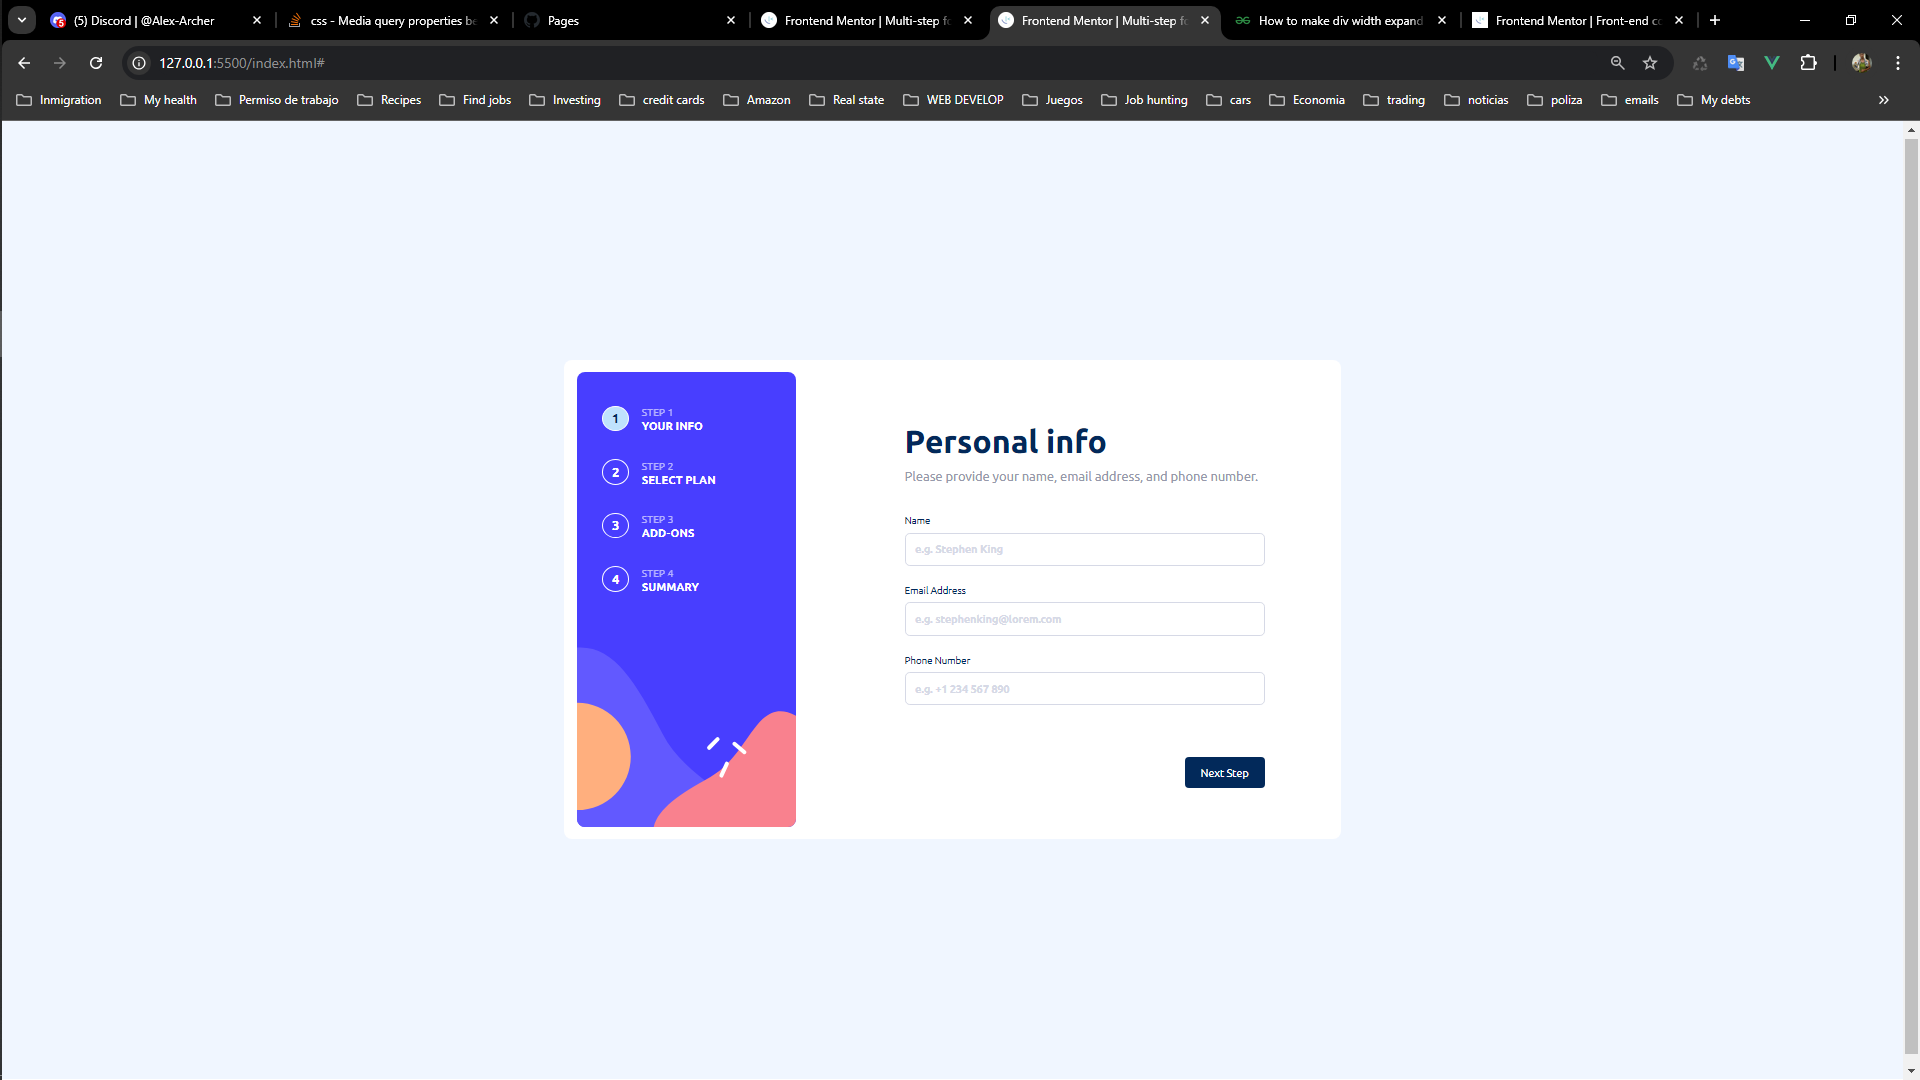 (5) Discord | @Alex-Archer
css - Media query properties be
Pages
Frontend Mentor | Multi-step fo
Frontend Mentor | Multi-step fo
How to make div width expand
Frontend Mentor | Front-end co
127.0.0.1:5500/index.html#
Inmigration
My health
Permiso de trabajo
Recipes
Find jobs
Investing
credit cards
Amazon
Real state
WEB DEVELOP
Juegos
Job hunting
cars
Economia
trading
noticias
poliza
emails
My debts
1
STEP 1
YOUR INFO
2
STEP 2
SELECT PLAN
3
STEP 3
ADD-ONS
4
STEP 4
SUMMARY
Personal info
Please provide your name, email address, and phone number.
Name
e.g. Stephen King
Email Address
e.g. stephenking@lorem.com
Phone Number
e.g. +1 234 567 890
Next Step